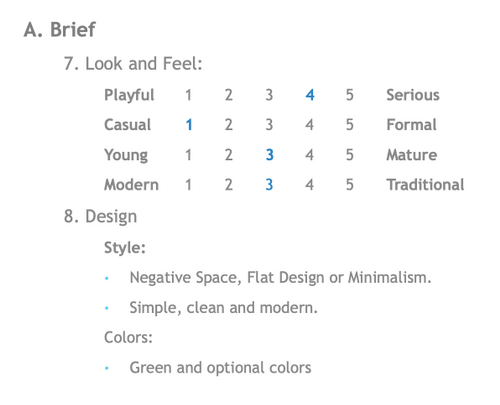 A. Brief
7. Look and Feel:
Playful 1 2 3 4 5 Serious
Casual 1 2 3 4 5 Formal
Young 1 2 3 4 5 Mature
Modern 1 2 3 4 5 Traditional
8. Design
Style:
• Negative Space, Flat Design or Minimalism.
• Simple, clean and modern.
Colors:
• Green and optional colors